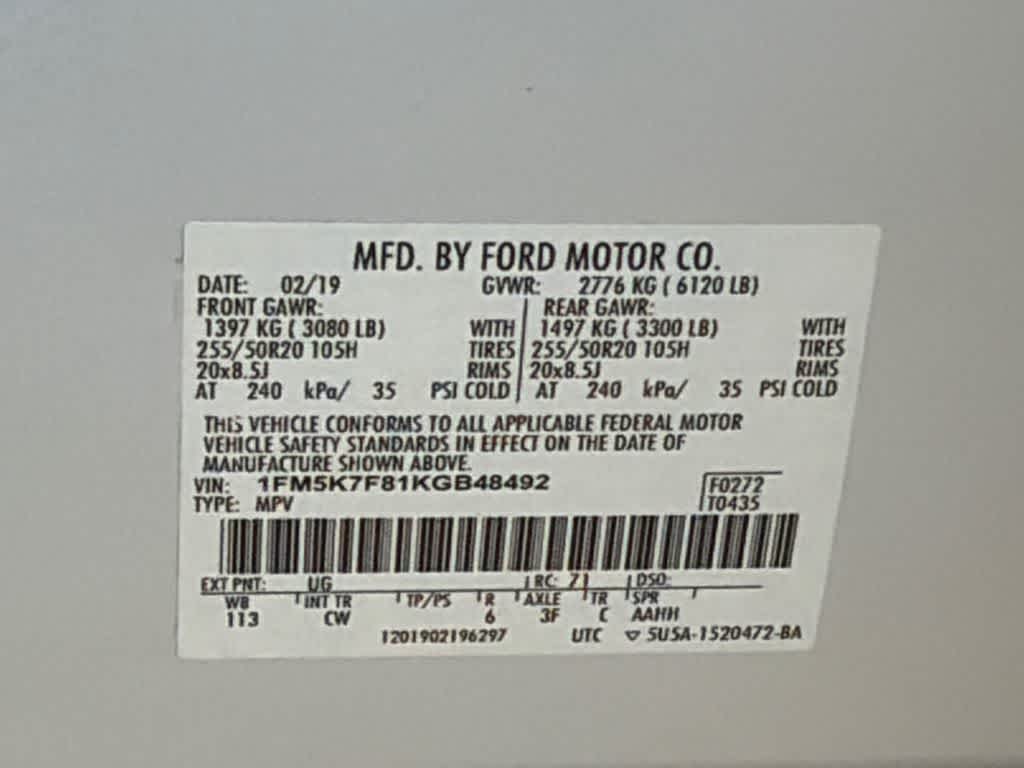 MFD. BY FORD MOTOR CO.
DATE: 02/19 GVWR: 2776 KG ( 6120 LB)
FRONT GAWR: REAR GAWR:
1397 KG ( 3080 LB) WITH 1497 KG ( 3300 LB) WITH
255/50R20 105H TIRES 255/50R20 105H TIRES
20x8.5J RIMS 20x8.5J RIMS
AT 240 kPa/ 35 PSI COLD AT 240 kPa/ 35 PSI COLD
THIS VEHICLE CONFORMS TO ALL APPLICABLE FEDERAL MOTOR
VEHICLE SAFETY STANDARDS IN EFFECT ON THE DATE OF
MANUFACTURE SHOWN ABOVE.
VIN: 1FM5K7F81KGB48492 F0272
TYPE: MPV T0435
EXT PNT: UG RC: 71 DSO:
WB INT TR TP/PS R AXLE TR SPR
113 CW 6 3F C AAHH
1201902196297 UTC ▽ 5U5A-1520472-BA